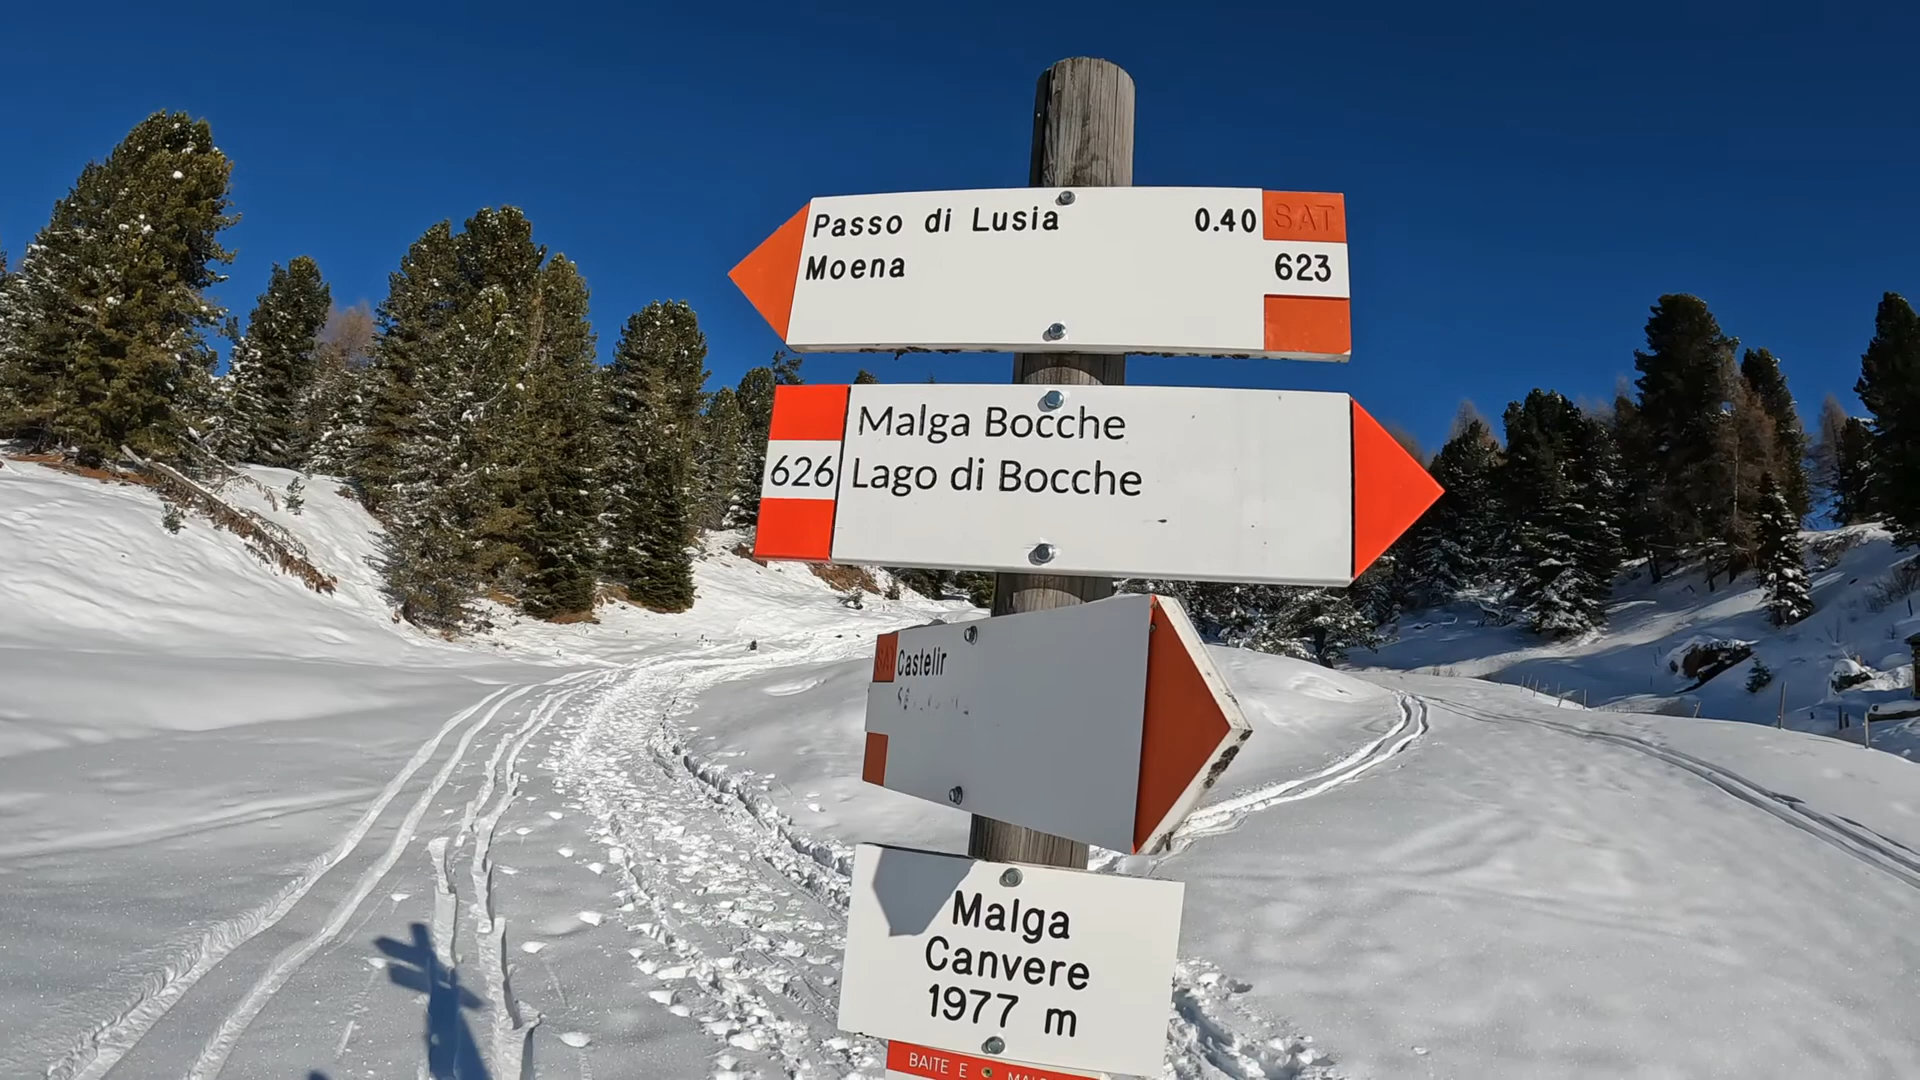 Passo di Lusia 0.40 SAT
Moena 623
Malga Bocche
626 Lago di Bocche
SAT Castelir
Malga
Canvere
1977 m
BAITE E